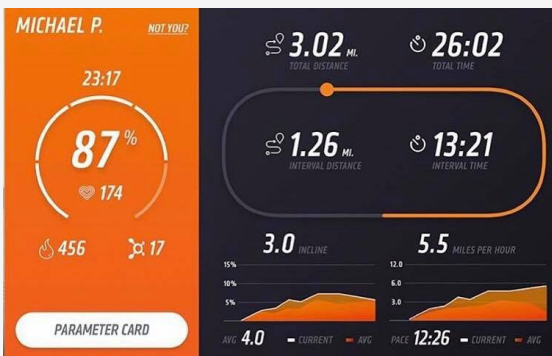 MICHAEL P.
NOT YOU?
23:17
87%
174
456
17
PARAMETER CARD
3.02 MI.
TOTAL DISTANCE
26:02
TOTAL TIME
1.26 MI.
INTERVAL DISTANCE
13:21
INTERVAL TIME
3.0 INCLINE
15%
10%
5%
AVG 4.0 CURRENT AVG
5.5 MILES PER HOUR
12.0
6.0
3.0
PACE 12:26 CURRENT AVG